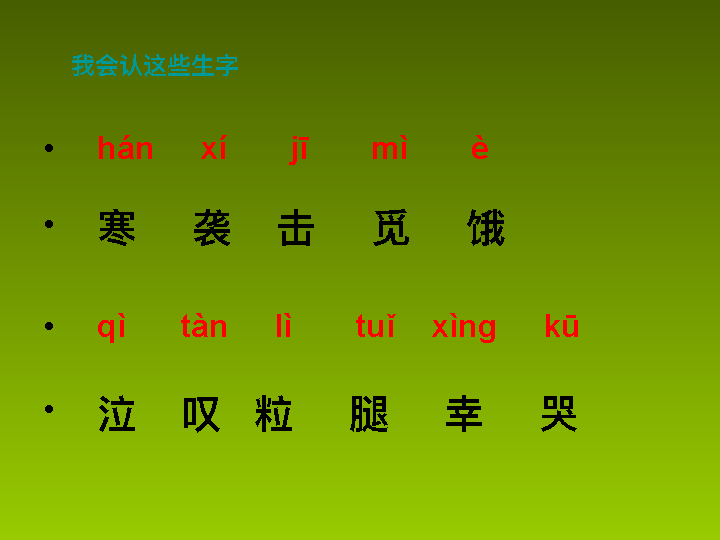 我会认这些生字
• hán xí jī mì è
• 寒 袭 击 觅 饿
• qì tàn lì tuǐ xìng kū
• 泣 叹 粒 腿 幸 哭